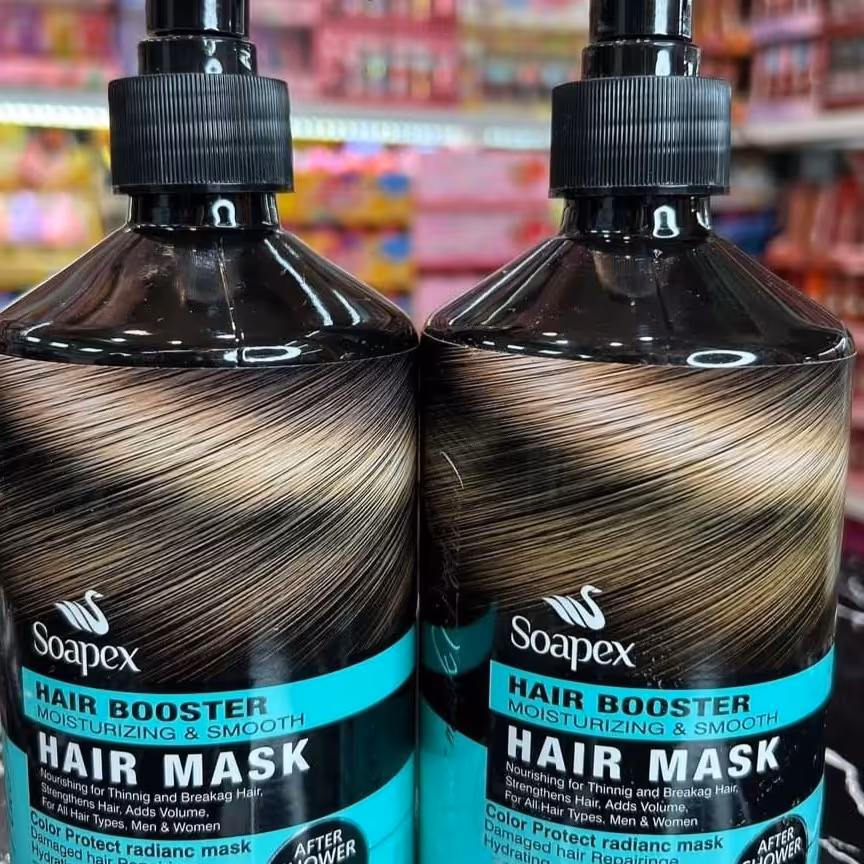 Soapex
HAIR BOOSTER
MOISTURIZING & SMOOTH
HAIR MASK
Nourishing for Thinnig and Breakag Hair,
Strengthens Hair, Adds Volume,
For All Hair Types, Men & Women
Color Protect radianc mask
Damaged hair
AFTER
SHOWER
Soapex
HAIR BOOSTER
MOISTURIZING & SMOOTH
HAIR MASK
Nourishing for Thinnig and Breakag Hair,
Strengthens Hair, Adds Volume,
For All Hair Types, Men & Women
Color Protect radianc mask
Damaged hair Repairinge
Hydrating
AFTER
SHOWER